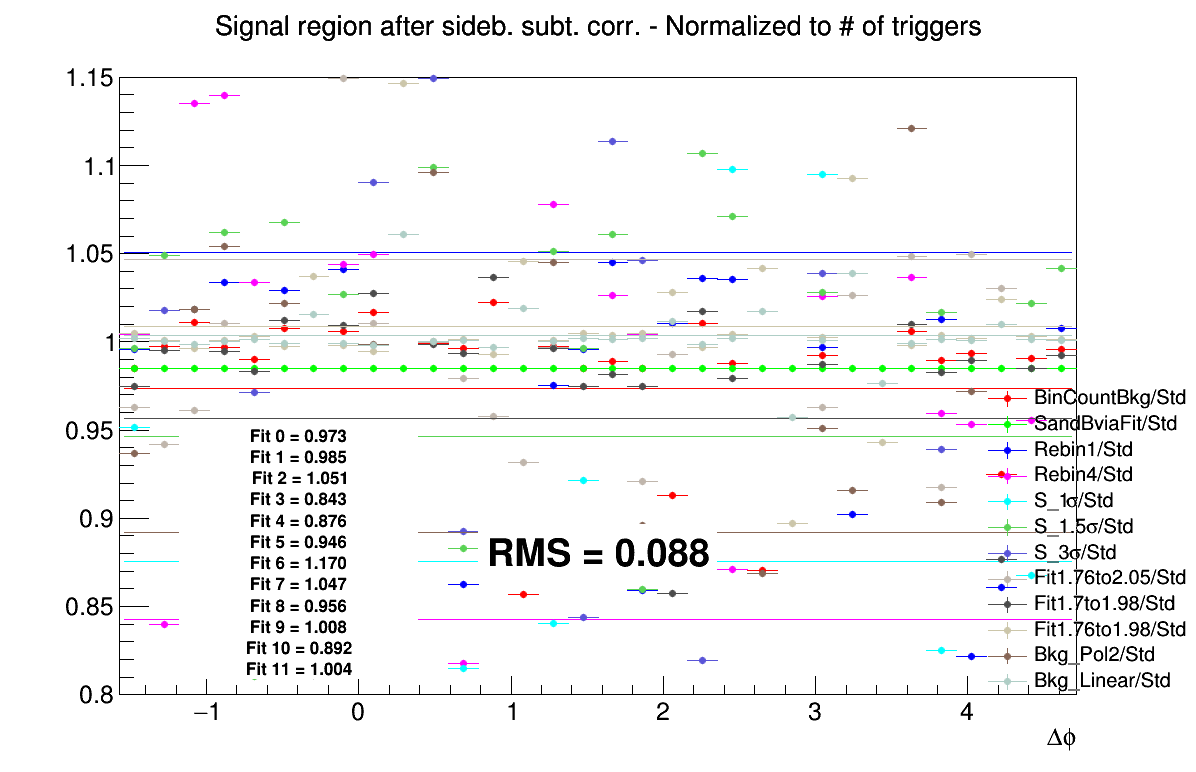 Signal region after sideb. subt. corr. - Normalized to # of triggers
1.15
1.1
1.05
1
0.95
0.9
0.85
0.8
Fit 0 = 0.973
Fit 1 = 0.985
Fit 2 = 1.051
Fit 3 = 0.843
Fit 4 = 0.876
Fit 5 = 0.946
Fit 6 = 1.170
Fit 7 = 1.047
Fit 8 = 0.956
Fit 9 = 1.008
Fit 10 = 0.892
Fit 11 = 1.004
RMS = 0.088
BinCountBkg/Std
SandBviaFit/Std
Rebin1/Std
Rebin4/Std
S_1σ/Std
S_1.5σ/Std
S_3σ/Std
Fit1.76to2.05/Std
Fit1.7to1.98/Std
Fit1.76to1.98/Std
Bkg_Pol2/Std
Bkg_Linear/Std
−1 0 1 2 3 4
Δϕ